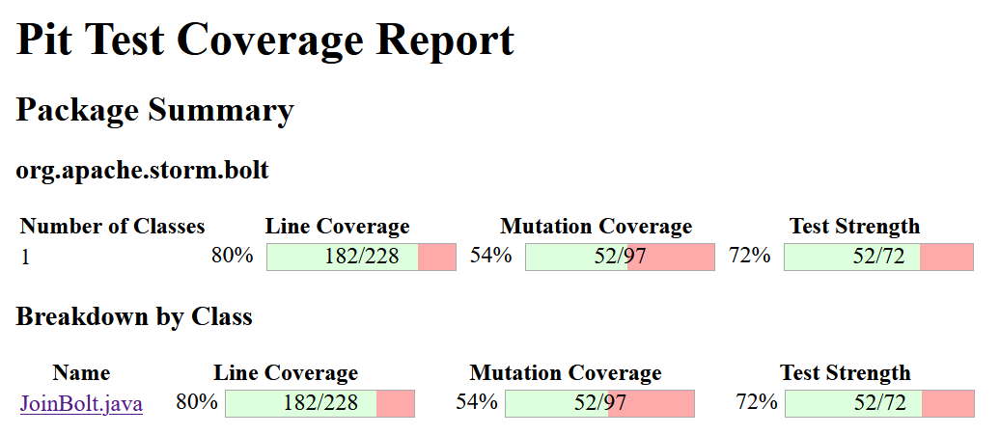 Pit Test Coverage Report
Package Summary
org.apache.storm.bolt
Number of Classes Line Coverage Mutation Coverage Test Strength
1 80% 182/228 54% 52/97 72% 52/72
Breakdown by Class
Name Line Coverage Mutation Coverage Test Strength
JoinBolt.java 80% 182/228 54% 52/97 72% 52/72